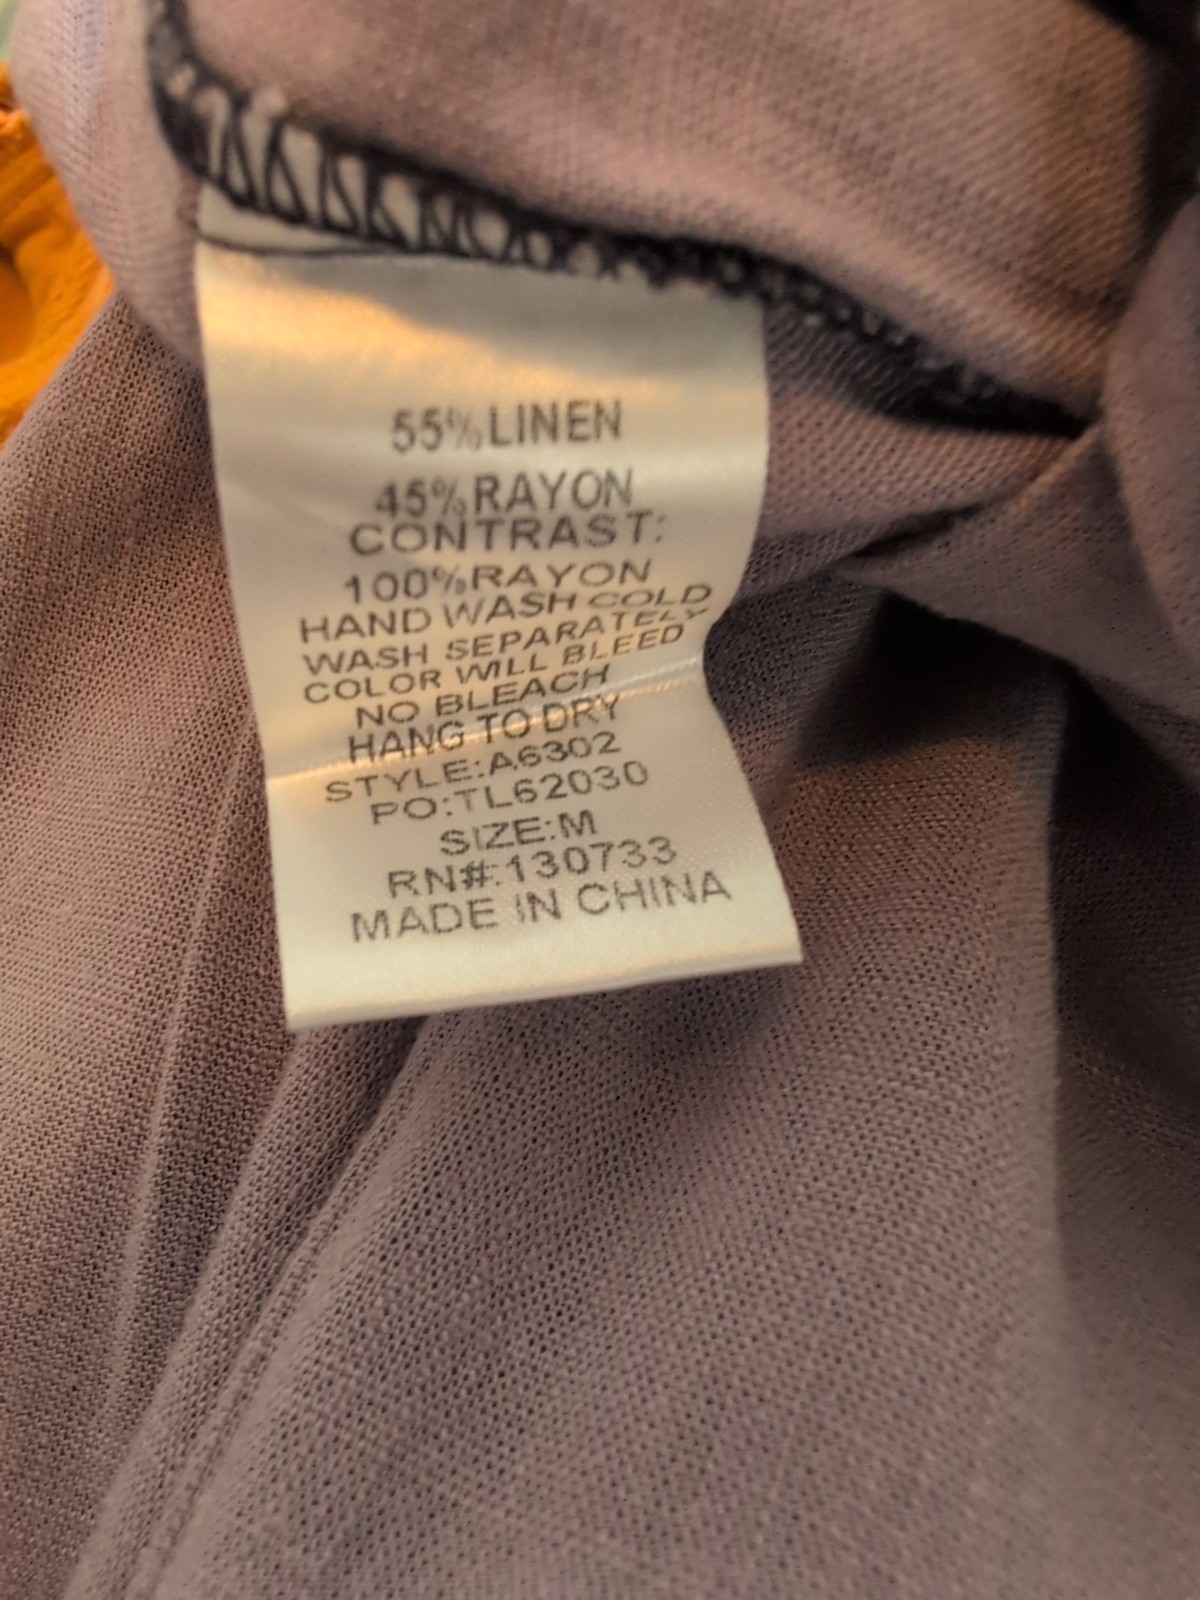 55%LINEN
45%RAYON
CONTRAST:
100%RAYON
HAND WASH COLD
WASH SEPARATELY
COLOR WILL BLEED
NO BLEACH
HANG TO DRY
STYLE:A6302
PO:TL62030
SIZE:M
RN#:130733
MADE IN CHINA